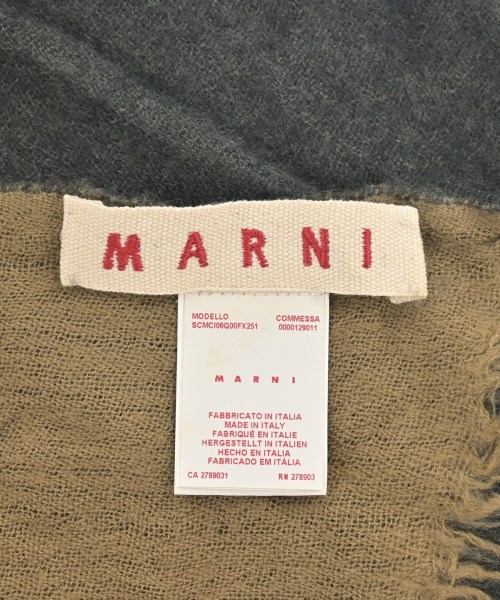 MARNI
MODELLO COMMESSA
SCMCI06Q00FX251 0000129011
MARNI
FABBRICATO IN ITALIA
MADE IN ITALY
FABRIQUÉ EN ITALIE
HERGESTELLT IN ITALIEN
HECHO EN ITALIA
FABRICADO EM ITÁLIA
CA 2789031 RN 278903